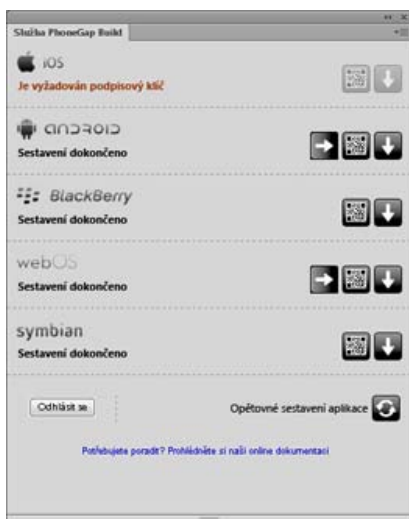 Služba PhoneGap Build
iOS
Je vyžadován podpisový klíč
android
Sestavení dokončeno
BlackBerry
Sestavení dokončeno
webOS
Sestavení dokončeno
symbian
Sestavení dokončeno
Odhlásit se
Opětovné sestavení aplikace
Potřebujete poradit? Prohlédněte si naši online dokumentaci